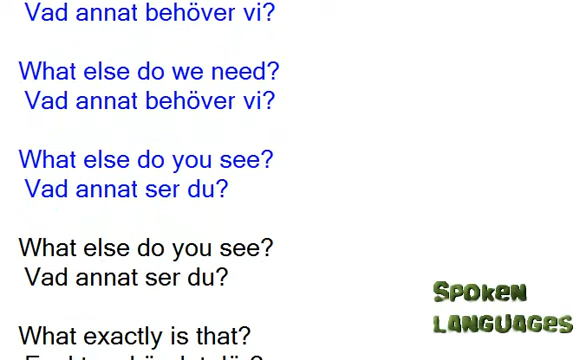 Vad annat behöver vi?
What else do we need?
Vad annat behöver vi?
What else do you see?
Vad annat ser du?
What else do you see?
Vad annat ser du?
What exactly is that?
Spoken
Languages